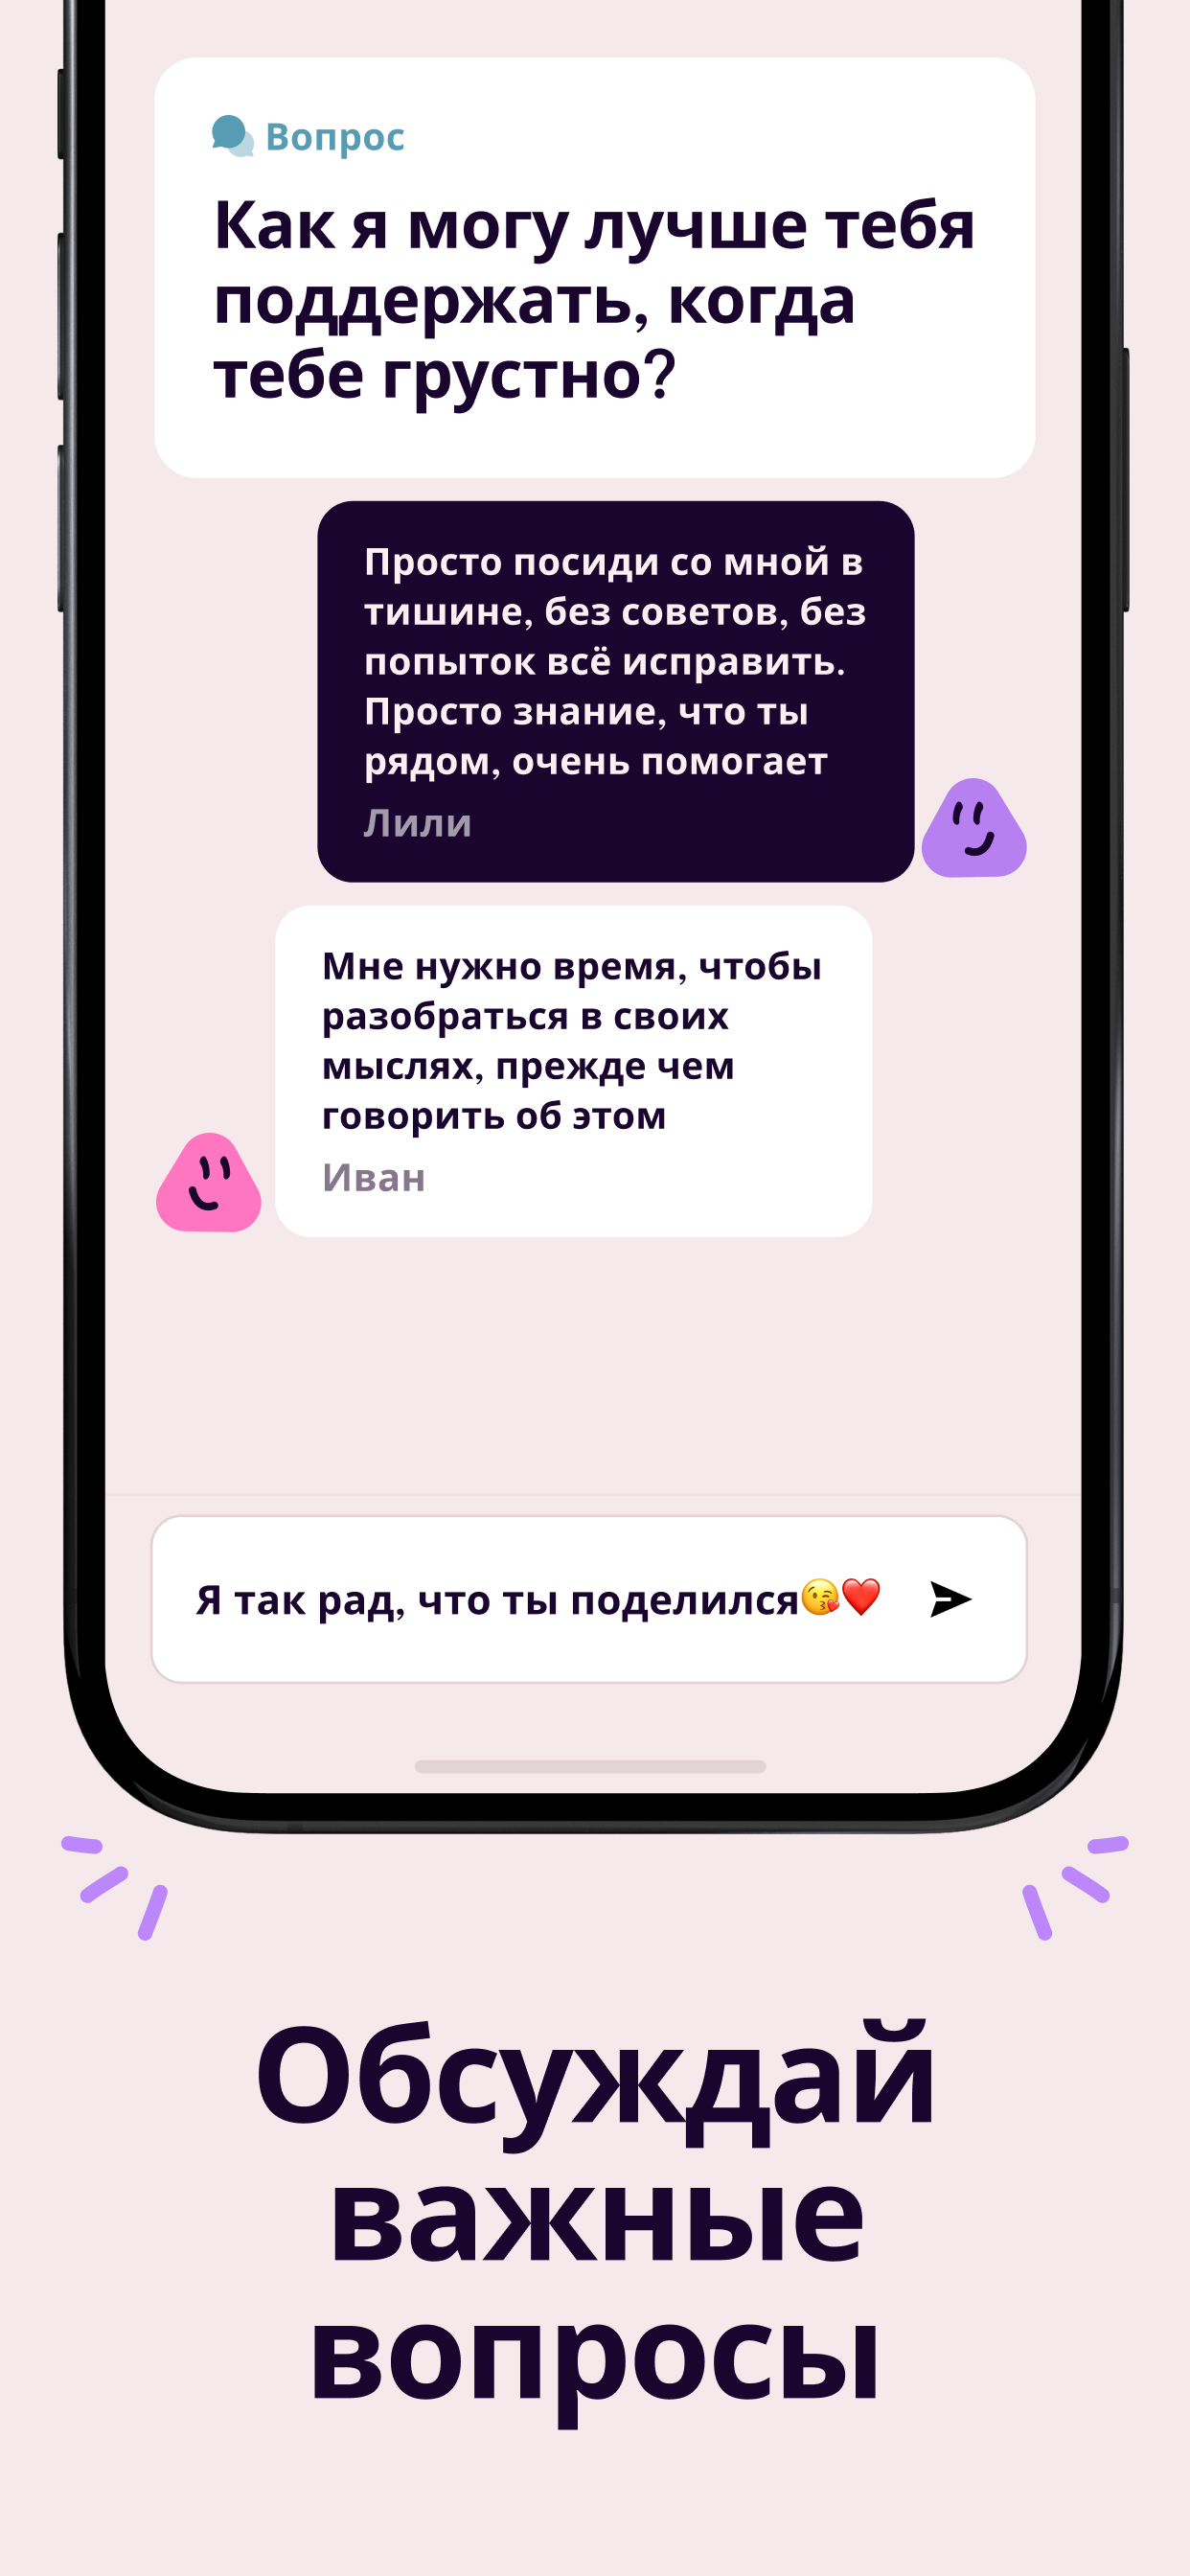 Вопрос
Как я могу лучше тебя
поддержать, когда
тебе грустно?
Просто посиди со мной в
тишине, без советов, без
попыток всё исправить.
Просто знание, что ты
рядом, очень помогает
Лили
Мне нужно время, чтобы
разобраться в своих
мыслях, прежде чем
говорить об этом
Иван
Я так рад, что ты поделился😘❤️
Обсуждай
важные
вопросы